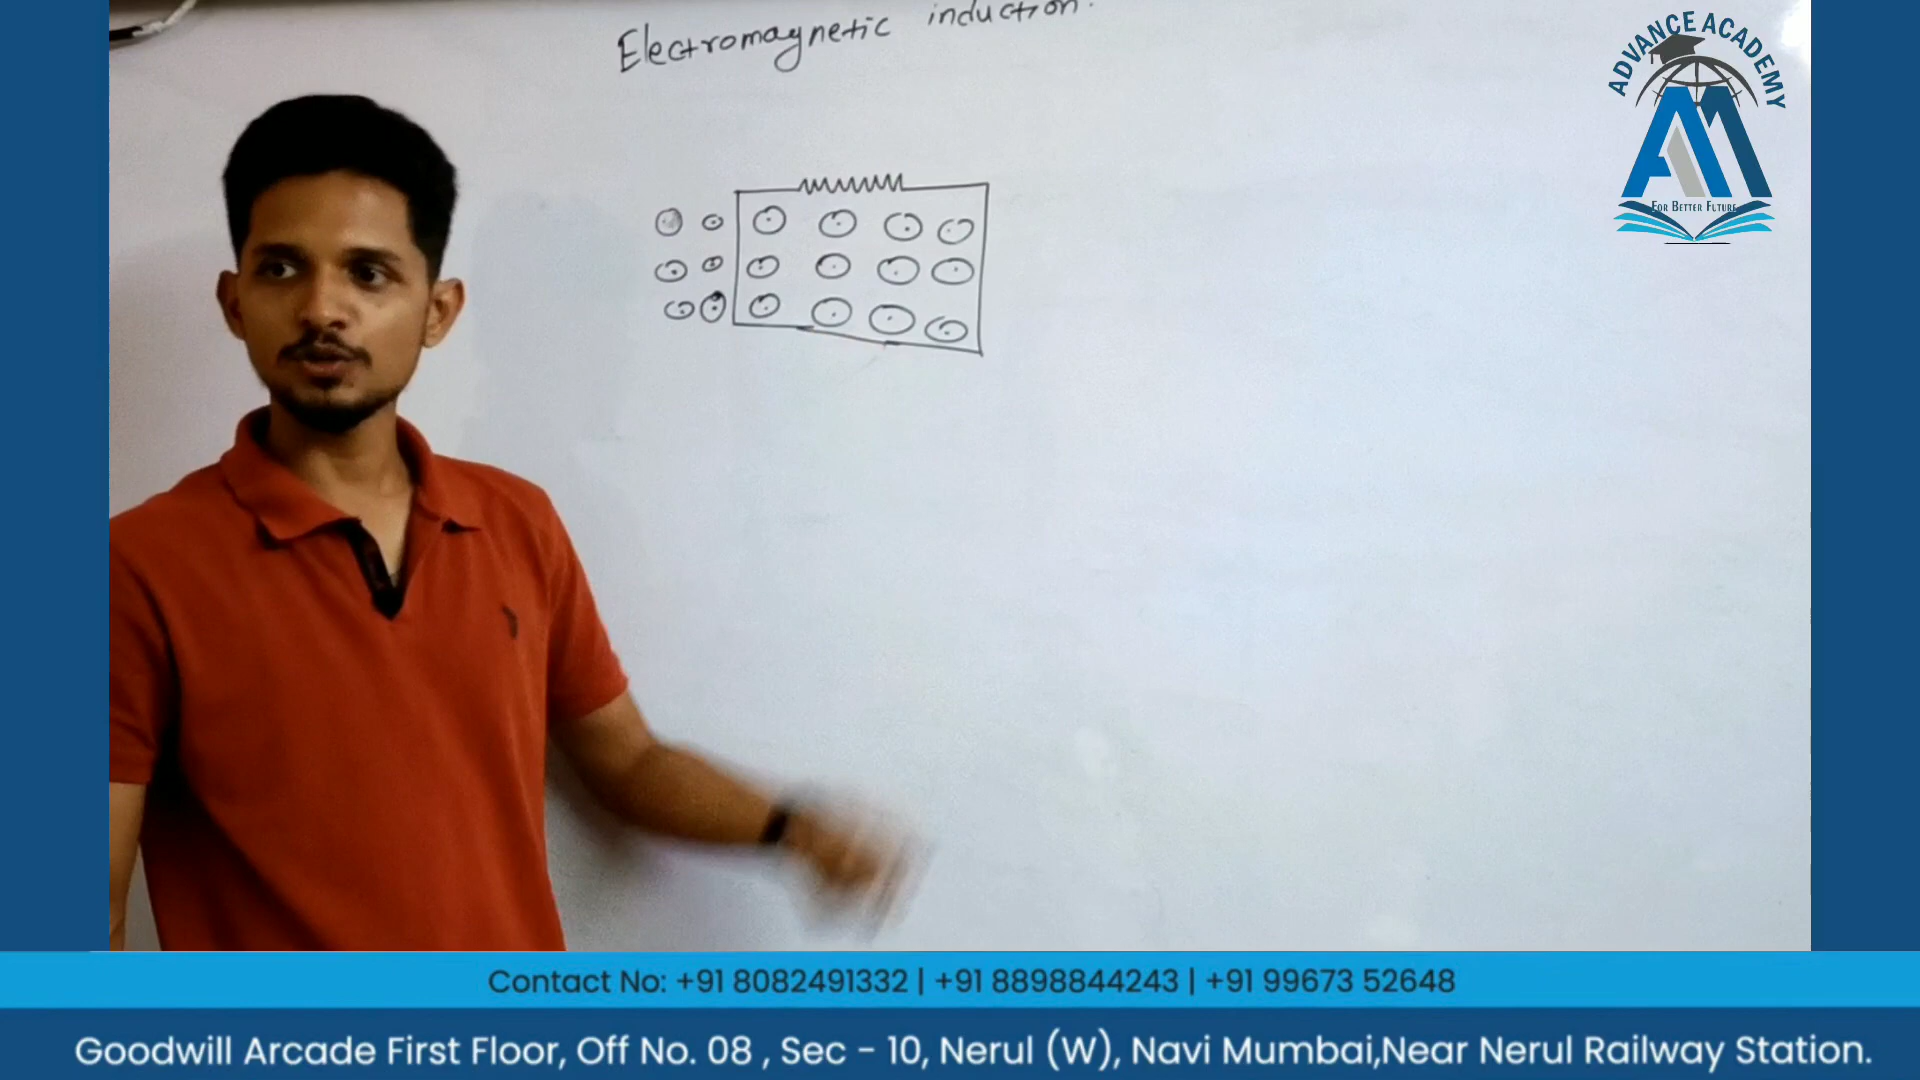 Electromagnetic induction.
ADVANCE ACADEMY
FOR BETTER FUTURE
Contact No: +91 8082491332 | +91 8898844243 | +91 99673 52648
Goodwill Arcade First Floor, Off No. 08 , Sec - 10, Nerul (W), Navi Mumbai,Near Nerul Railway Station.